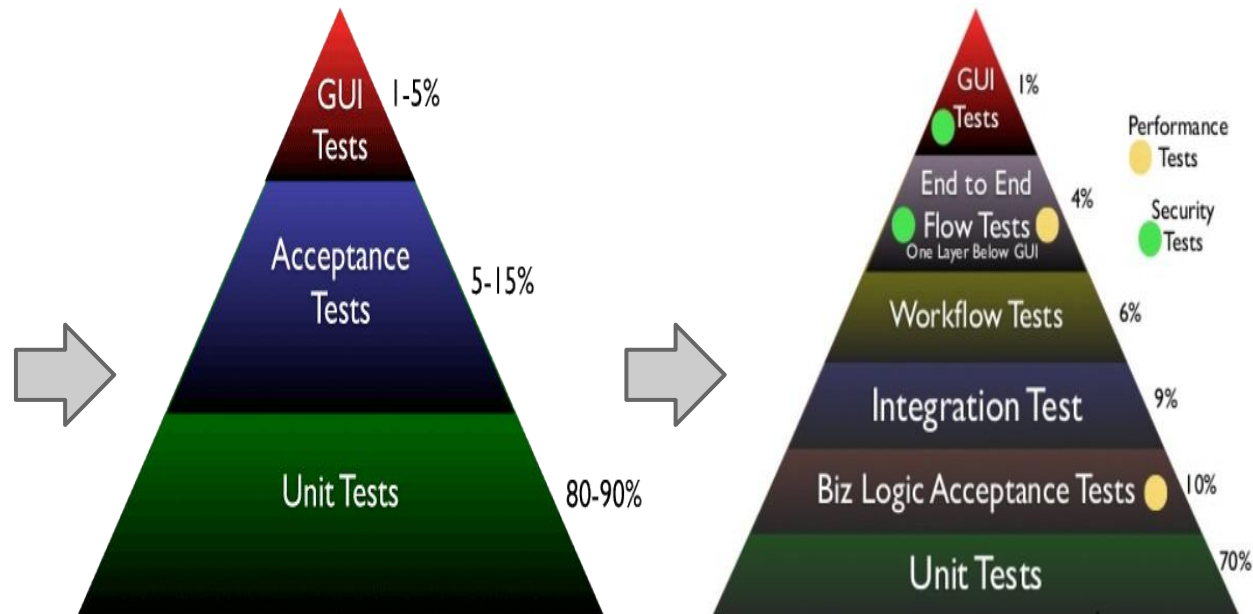 GUI
Tests
1-5%
Acceptance
Tests
5-15%
Unit Tests
80-90%
GUI
Tests
1%
End to End
Flow Tests
One Layer Below GUI
4%
Workflow Tests
6%
Integration Test
9%
Biz Logic Acceptance Tests
10%
Unit Tests
70%
Performance
Tests
Security
Tests